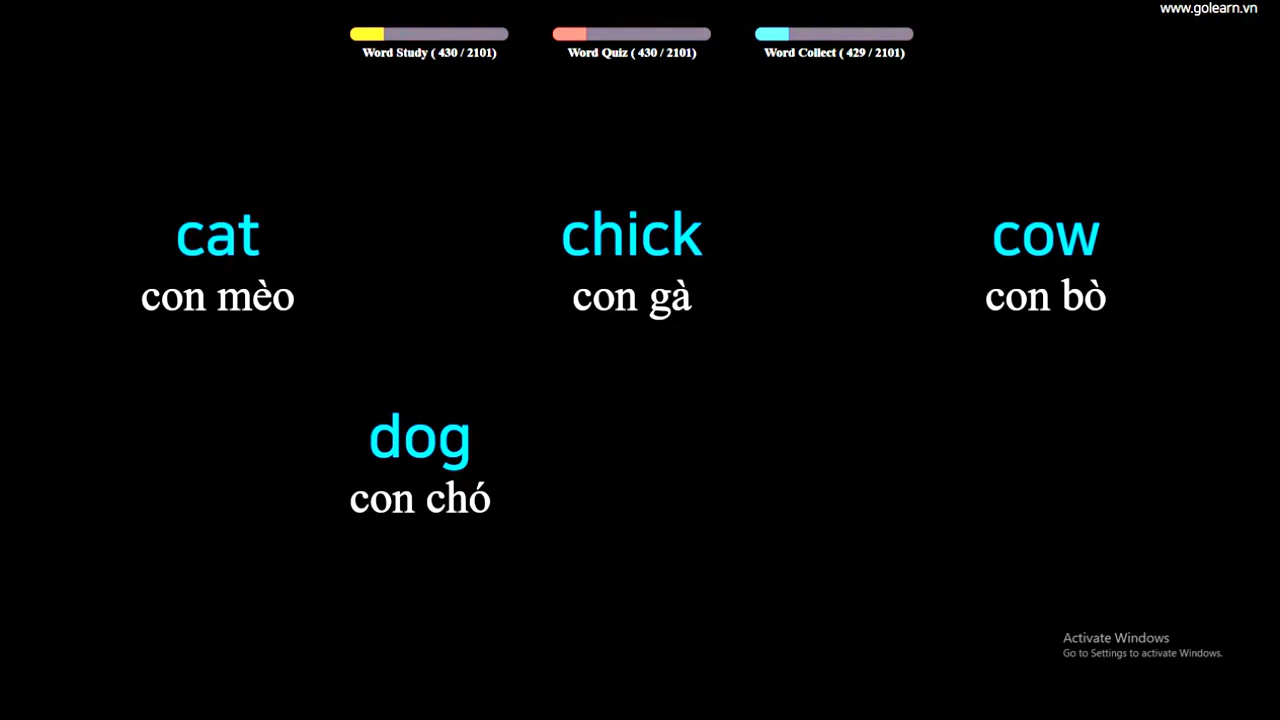 www.golearn.vn
Word Study ( 430 / 2101)
Word Quiz ( 430 / 2101)
Word Collect ( 429 / 2101)
cat
con mèo
chick
con gà
cow
con bò
dog
con chó
Activate Windows
Go to Settings to activate Windows.